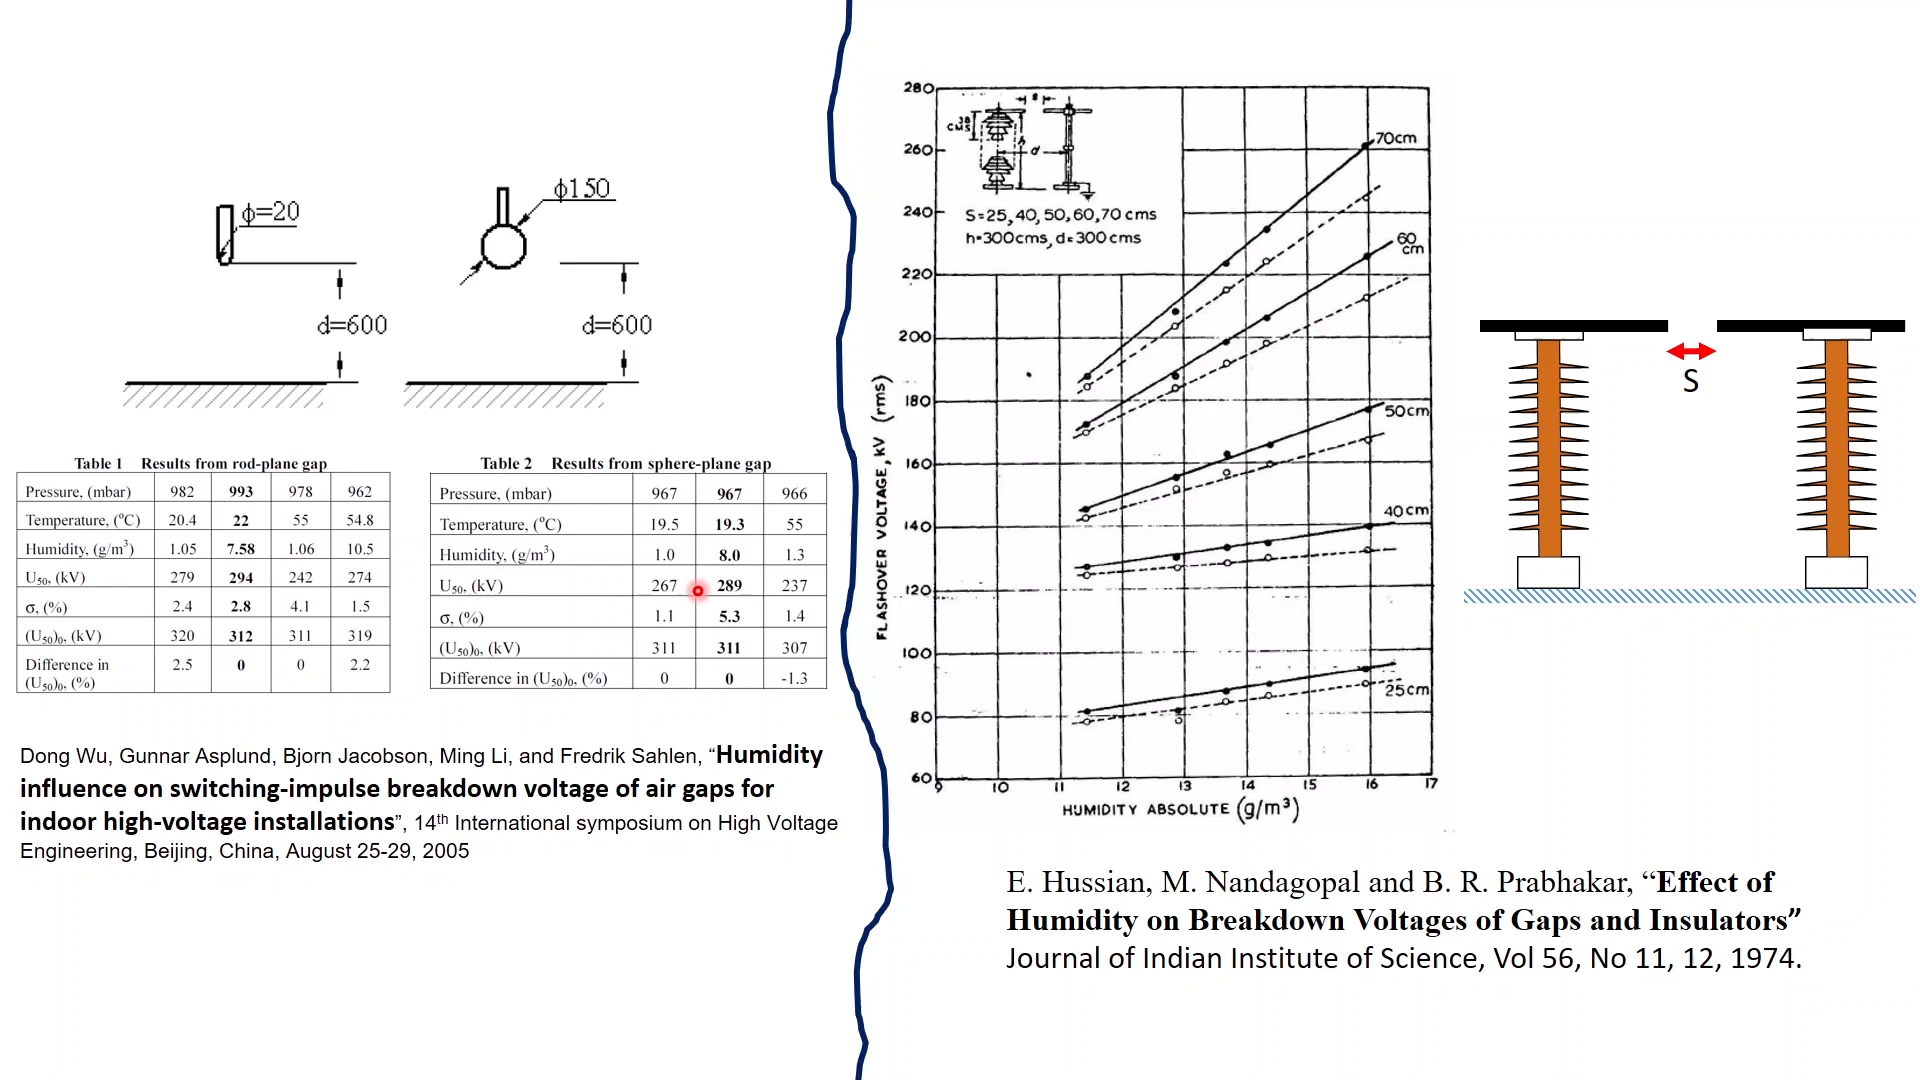 ϕ=20
d=600
ϕ150
d=600
Table 1 Results from rod-plane gap
Pressure, (mbar) 982 993 978 962
Temperature, (°C) 20.4 22 55 54.8
Humidity, (g/m³) 1.05 7.58 1.06 10.5
U₅₀, (kV) 279 294 242 274
σ, (%) 2.4 2.8 4.1 1.5
(U₅₀)₀, (kV) 320 312 311 319
Difference in 2.5 0 0 2.2
(U₅₀)₀, (%)
Table 2 Results from sphere-plane gap
Pressure, (mbar) 967 967 966
Temperature, (°C) 19.5 19.3 55
Humidity, (g/m³) 1.0 8.0 1.3
U₅₀, (kV) 267 289 237
σ, (%) 1.1 5.3 1.4
(U₅₀)₀, (kV) 311 311 307
Difference in (U₅₀)₀, (%) 0 0 -1.3
Dong Wu, Gunnar Asplund, Bjorn Jacobson, Ming Li, and Fredrik Sahlen, “Humidity
influence on switching-impulse breakdown voltage of air gaps for
indoor high-voltage installations”, 14th International symposium on High Voltage
Engineering, Beijing, China, August 25-29, 2005
280
260
240
220
200
180
160
140
120
100
80
60
FLASHOVER VOLTAGE, KV (rms)
38
CMS
s
h
d
S=25,40,50,60,70 cms
h=300cms, d=300cms
70cm
60
cm
50cm
40cm
25cm
9 10 11 12 13 14 15 16 17
HUMIDITY ABSOLUTE (g/m³)
S
E. Hussian, M. Nandagopal and B. R. Prabhakar, “Effect of
Humidity on Breakdown Voltages of Gaps and Insulators”
Journal of Indian Institute of Science, Vol 56, No 11, 12, 1974.